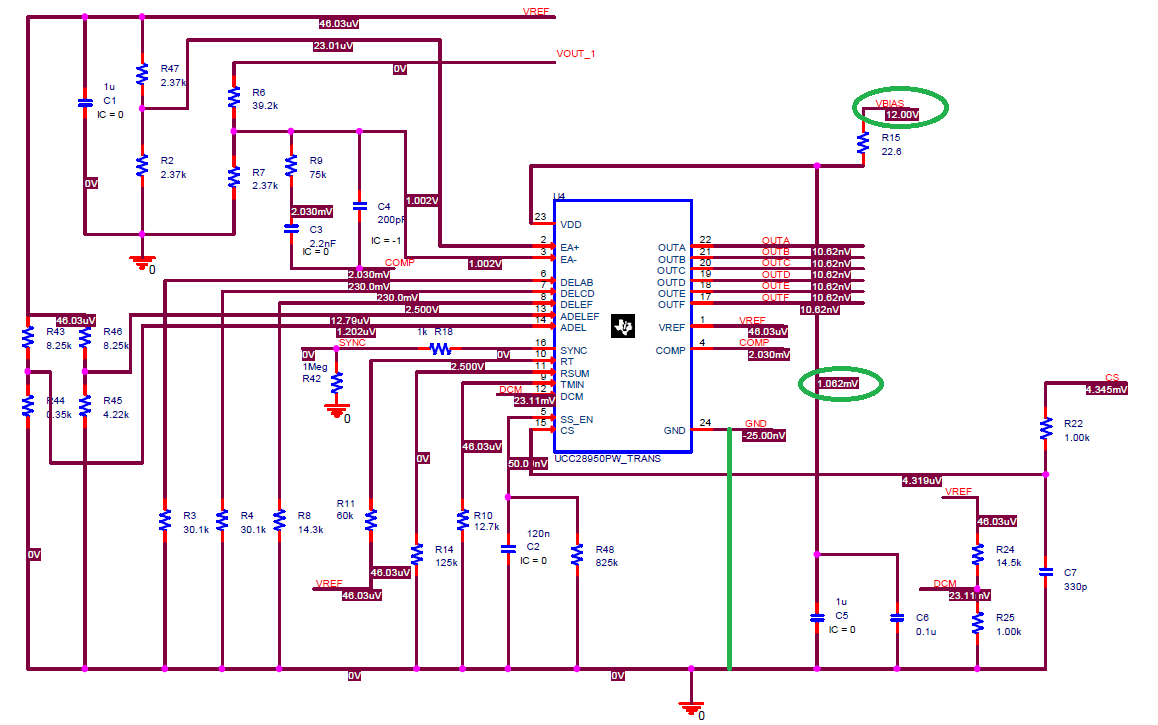 VREF
46.03uV
23.01uV
VOUT_1
0V
R47
2.37k
1u
C1
IC = 0
R6
39.2k
VBIAS
12.00V
R15
22.6
R2
2.37k
0V
R7
2.37k
R9
75k
2.030mV
C3
2.2nF
IC = 0
C4
200pF
IC = -1
1.002V
U4
0
COMP
2.030mV
1.002V
23 VDD
2 EA+
3 EA-
6 DELAB
7 DELCD
8 DELEF
13 ADELEF
14 ADEL
16 SYNC
10 RT
11 RSUM
9 TMIN
12 DCM
5 SS_EN
15 CS
OUTA 22 OUTA
OUTB 21 OUTB 10.62nV
OUTC 20 OUTC 10.62nV
OUTD 19 OUTD 10.62nV
OUTE 18 OUTE 10.62nV
OUTF 17 OUTF 10.62nV
10.62nV
VREF 1 VREF
46.03uV
COMP 4 COMP
2.030mV
GND 24 GND
-25.00nV
UCC28950PW_TRANS
230.0mV
230.0mV
2.500V
12.79uV
1.202uV
46.03uV
R43
8.25k
R46
8.25k
R44
0.35k
R45
4.22k
SYNC
0V
1k R18
0V
1Meg
R42
0
2.500V
DCM
23.11mV
1.062mV
CS
4.345mV
R22
1.00k
0V
46.03uV
4.319uV
R3
30.1k
R4
30.1k
R8
14.3k
R11
60k
R10
12.7k
R14
125k
120n
C2
IC = 0
R48
825k
VREF
46.03uV
46.03uV
0V
VREF
46.03uV
R24
14.5k
DCM
23.11mV
R25
1.00k
C7
330p
1u
C5
IC = 0
C6
0.1u
0V
0V
0